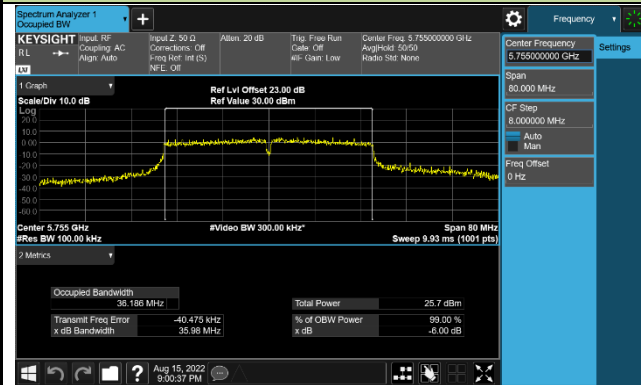 Spectrum Analyzer 1
Occupied BW
Frequency
KEYSIGHT
RL
LXI
Input: RF
Coupling: AC
Align: Auto
Input Z: 50 Ω
Corrections: Off
Freq Ref: Int (S)
NFE: Off
Atten: 20 dB
Trig: Free Run
Gate: Off
#IF Gain: Low
Center Freq: 5.755000000 GHz
Avg|Hold: 50/50
Radio Std: None
Center Frequency
5.755000000 GHz
Settings
Span
80.000 MHz
CF Step
8.000000 MHz
Auto
Man
Freq Offset
0 Hz
1 Graph
Scale/Div 10.0 dB
Ref Lvl Offset 23.00 dB
Ref Value 30.00 dBm
Log
20.0
10.0
0.00
-10.0
-20.0
-30.0
-40.0
-50.0
-60.0
Center 5.755 GHz
#Video BW 300.00 kHz*
Span 80 MHz
#Res BW 100.00 kHz
Sweep 9.93 ms (1001 pts)
2 Metrics
Occupied Bandwidth
36.186 MHz
Total Power 25.7 dBm
Transmit Freq Error -40.475 kHz
% of OBW Power 99.00 %
x dB Bandwidth 35.98 MHz
x dB -6.00 dB
?
Aug 15, 2022
9:00:37 PM